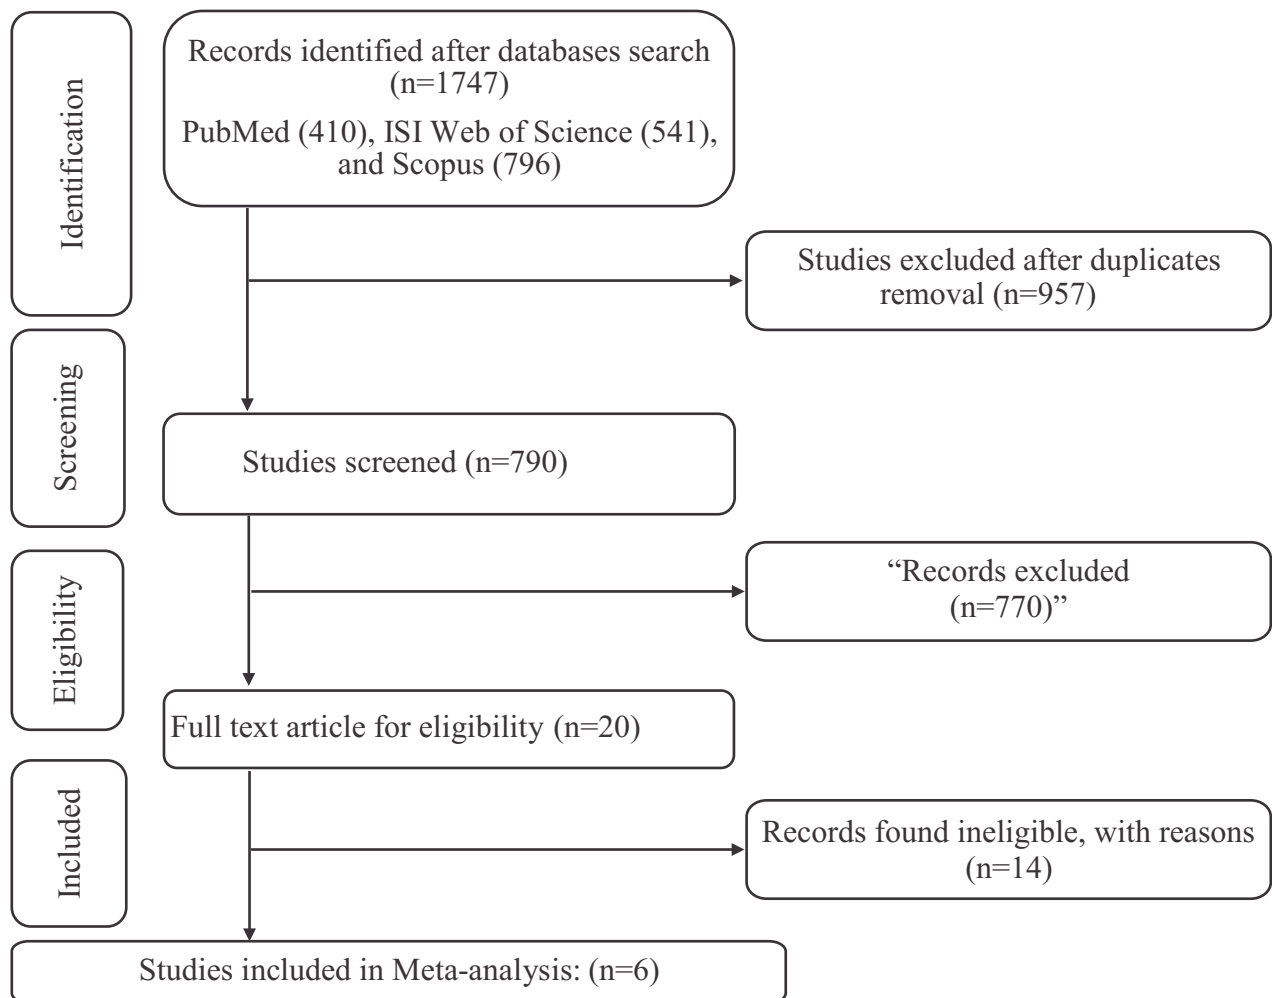 Identification
Records identified after databases search
(n=1747)
PubMed (410), ISI Web of Science (541),
and Scopus (796)
Studies excluded after duplicates
removal (n=957)
Screening
Studies screened (n=790)
“Records excluded
(n=770)”
Eligibility
Full text article for eligibility (n=20)
Included
Records found ineligible, with reasons
(n=14)
Studies included in Meta-analysis: (n=6)